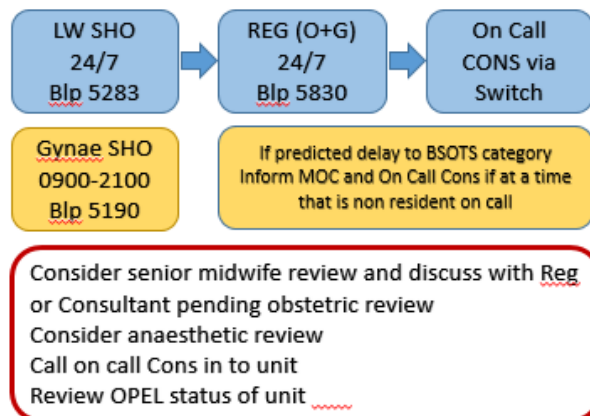 LW SHO
24/7
Blp 5283
REG (O+G)
24/7
Blp 5830
On Call
CONS via
Switch
Gynae SHO
0900-2100
Blp 5190
If predicted delay to BSOTS category
Inform MOC and On Call Cons if at a time
that is non resident on call
Consider senior midwife review and discuss with Reg
or Consultant pending obstetric review
Consider anaesthetic review
Call on call Cons in to unit
Review OPEL status of unit